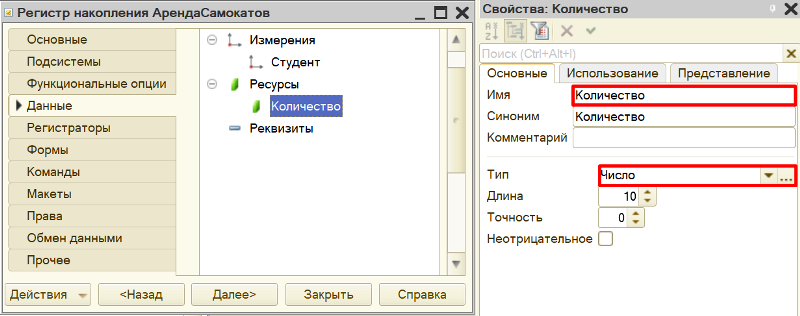 Регистр накопления АрендаСамокатов
Основные
Подсистемы
Функциональные опции
Данные
Регистраторы
Формы
Команды
Макеты
Права
Обмен данными
Прочее
Измерения
Студент
Ресурсы
Количество
Реквизиты
Действия
<Назад
Далее>
Закрыть
Справка
Свойства: Количество
Поиск (Ctrl+Alt+I)
Основные Использование Представление
Имя Количество
Синоним Количество
Комментарий
Тип Число ...
Длина 10
Точность 0
Неотрицательное